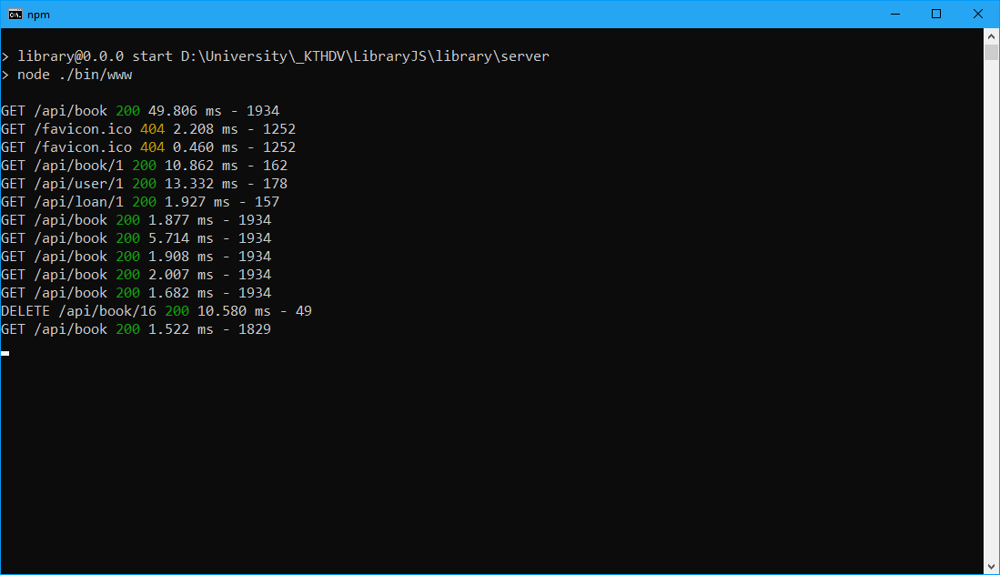 npm
> library@0.0.0 start D:\University\_KTHDV\LibraryJS\library\server
> node ./bin/www
GET /api/book 200 49.806 ms - 1934
GET /favicon.ico 404 2.208 ms - 1252
GET /favicon.ico 404 0.460 ms - 1252
GET /api/book/1 200 10.862 ms - 162
GET /api/user/1 200 13.332 ms - 178
GET /api/loan/1 200 1.927 ms - 157
GET /api/book 200 1.877 ms - 1934
GET /api/book 200 5.714 ms - 1934
GET /api/book 200 1.908 ms - 1934
GET /api/book 200 2.007 ms - 1934
GET /api/book 200 1.682 ms - 1934
DELETE /api/book/16 200 10.580 ms - 49
GET /api/book 200 1.522 ms - 1829